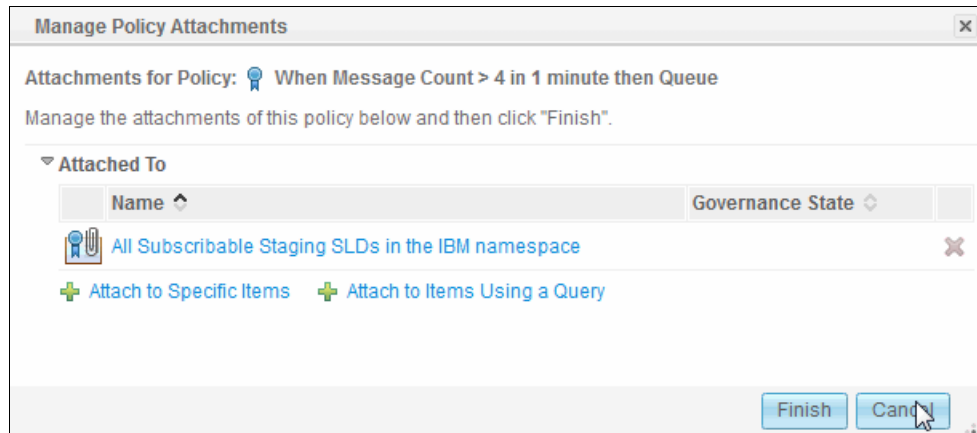 Manage Policy Attachments
Attachments for Policy: When Message Count > 4 in 1 minute then Queue
Manage the attachments of this policy below and then click "Finish".
Attached To
Name Governance State
All Subscribable Staging SLDs in the IBM namespace
Attach to Specific Items Attach to Items Using a Query
Finish Cancel